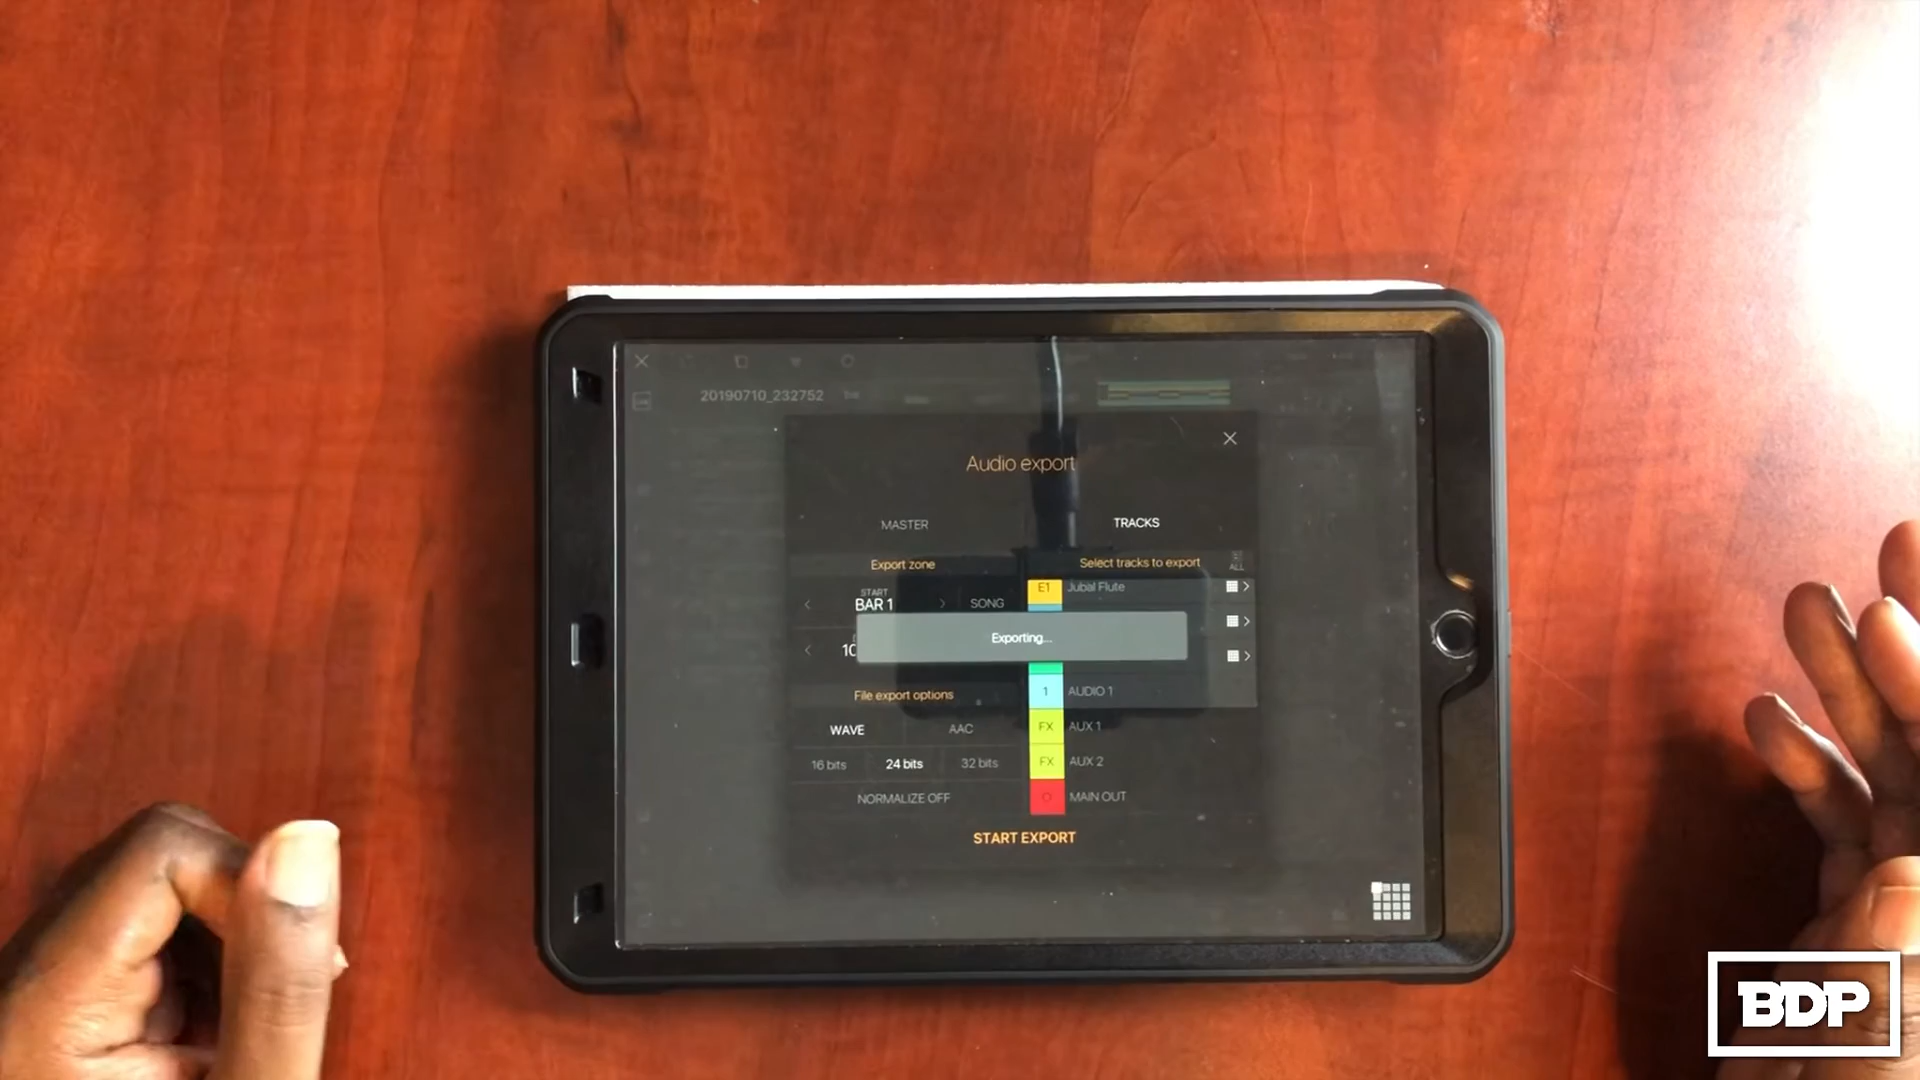 20190710_232752
Audio export
MASTER
TRACKS
Export zone
Select tracks to export
ALL
START
BAR 1
SONG
E1
Jubal Flute
10
Exporting...
File export options
1
AUDIO 1
WAVE
AAC
FX
AUX 1
16 bits
24 bits
32 bits
FX
AUX 2
NORMALIZE OFF
O
MAIN OUT
START EXPORT
BDP